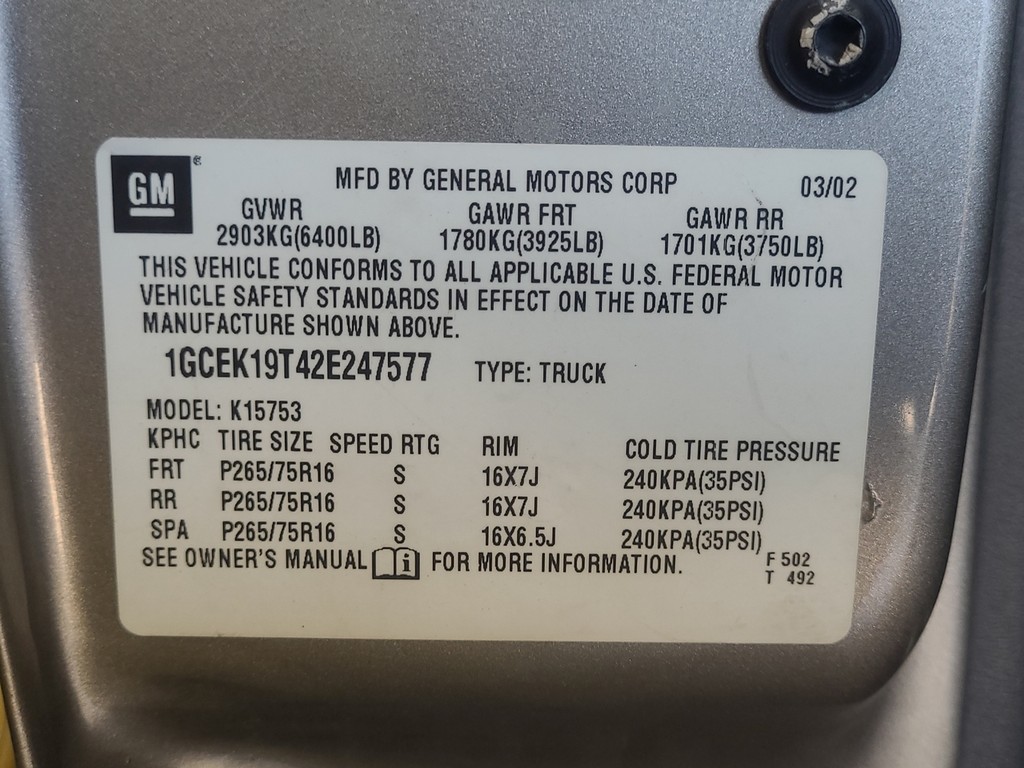 GM® MFD BY GENERAL MOTORS CORP 03/02
GVWR GAWR FRT GAWR RR
2903KG(6400LB) 1780KG(3925LB) 1701KG(3750LB)
THIS VEHICLE CONFORMS TO ALL APPLICABLE U.S. FEDERAL MOTOR
VEHICLE SAFETY STANDARDS IN EFFECT ON THE DATE OF
MANUFACTURE SHOWN ABOVE.
1GCEK19T42E247577 TYPE: TRUCK
MODEL: K15753
KPHC TIRE SIZE SPEED RTG RIM COLD TIRE PRESSURE
FRT P265/75R16 S 16X7J 240KPA(35PSI)
RR P265/75R16 S 16X7J 240KPA(35PSI)
SPA P265/75R16 S 16X6.5J 240KPA(35PSI)
SEE OWNER'S MANUAL i FOR MORE INFORMATION. F 502
T 492